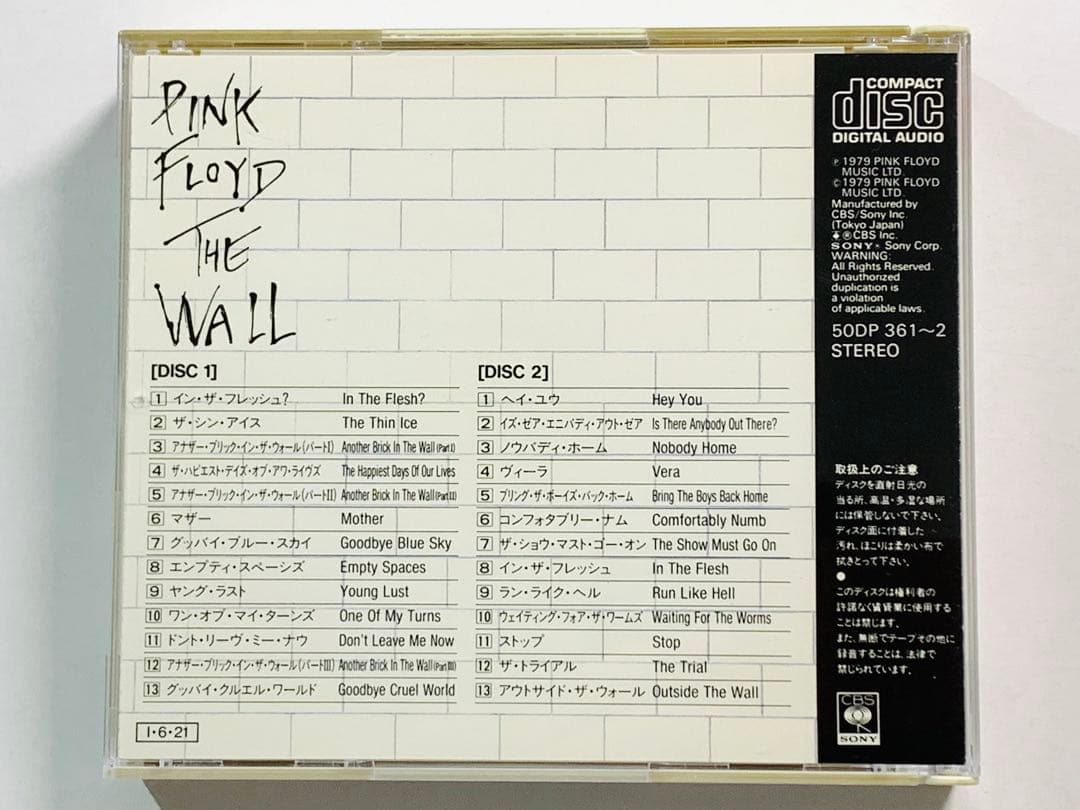 PINK
FLOYD
THE
WALL
[DISC 1]
1 イン・ザ・フレッシュ? In The Flesh?
2 ザ・シン・アイス The Thin Ice
3 アナザー・ブリック・イン・ザ・ウォール(パートI) Another Brick In The Wall (Part I)
4 ザ・ハピエスト・デイズ・オブ・アワ・ライヴズ The Happiest Days Of Our Lives
5 アナザー・ブリック・イン・ザ・ウォール(パートII) Another Brick In The Wall (Part II)
6 マザー Mother
7 グッバイ・ブルー・スカイ Goodbye Blue Sky
8 エンプティ・スペーシズ Empty Spaces
9 ヤング・ラスト Young Lust
10 ワン・オブ・マイ・ターンズ One Of My Turns
11 ドント・リーヴ・ミー・ナウ Don't Leave Me Now
12 アナザー・ブリック・イン・ザ・ウォール(パートIII) Another Brick In The Wall (Part III)
13 グッバイ・クルエル・ワールド Goodbye Cruel World
I・6・21
[DISC 2]
1 ヘイ・ユウ Hey You
2 イズ・ゼア・エニバディ・アウト・ゼア Is There Anybody Out There?
3 ノウバディ・ホーム Nobody Home
4 ヴィーラ Vera
5 ブリング・ザ・ボーイズ・バック・ホーム Bring The Boys Back Home
6 コンフォタブリー・ナム Comfortably Numb
7 ザ・ショウ・マスト・ゴー・オン The Show Must Go On
8 イン・ザ・フレッシュ In The Flesh
9 ラン・ライク・ヘル Run Like Hell
10 ウェイティング・フォア・ザ・ワームズ Waiting For The Worms
11 ストップ Stop
12 ザ・トライアル The Trial
13 アウトサイド・ザ・ウォール Outside The Wall
COMPACT
disc
DIGITAL AUDIO
℗ 1979 PINK FLOYD
MUSIC LTD.
© 1979 PINK FLOYD
MUSIC LTD.
Manufactured by
CBS/Sony Inc.
(Tokyo Japan)
® CBS Inc.
SONY® Sony Corp.
WARNING:
All Rights Reserved.
Unauthorized
duplication is
a violation
of applicable laws.
50DP 361〜2
STEREO
取扱上のご注意
ディスクを直射日光の
当る所、高温・多湿な場所
には保管しないで下さい。
ディスク面に付着した
汚れ、ほこりは柔かい布で
拭きとって下さい。
●
このディスクは権利者の
許諾なく賃貸業に使用する
ことは禁じます。
また、無断でテープその他に
録音することは、法律で
禁じられています。
CBS
SONY